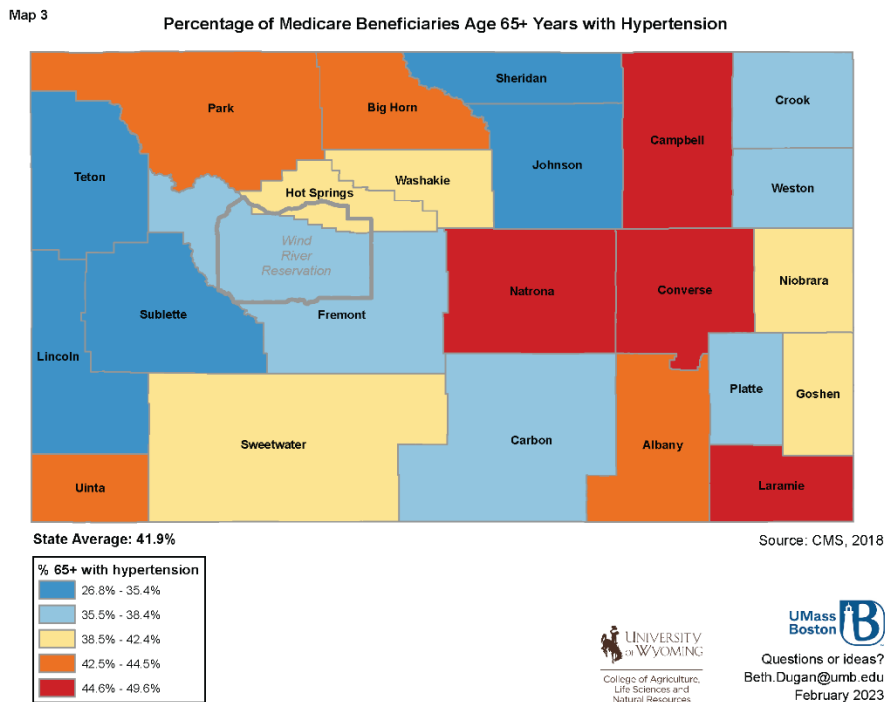 Map 3
Percentage of Medicare Beneficiaries Age 65+ Years with Hypertension
Sheridan
Park
Big Horn
Crook
Campbell
Teton
Johnson
Washakie
Hot Springs
Weston
Wind
River
Reservation
Natrona
Converse
Niobrara
Sublette
Fremont
Lincoln
Platte
Goshen
Sweetwater
Carbon
Albany
Uinta
Laramie
State Average: 41.9%
Source: CMS, 2018
% 65+ with hypertension
26.8% - 35.4%
35.5% - 38.4%
38.5% - 42.4%
42.5% - 44.5%
44.6% - 49.6%
UNIVERSITY
OF WYOMING
College of Agriculture,
Life Sciences and
Natural Resources
UMass
Boston
B
Questions or ideas?
Beth.Dugan@umb.edu
February 2023